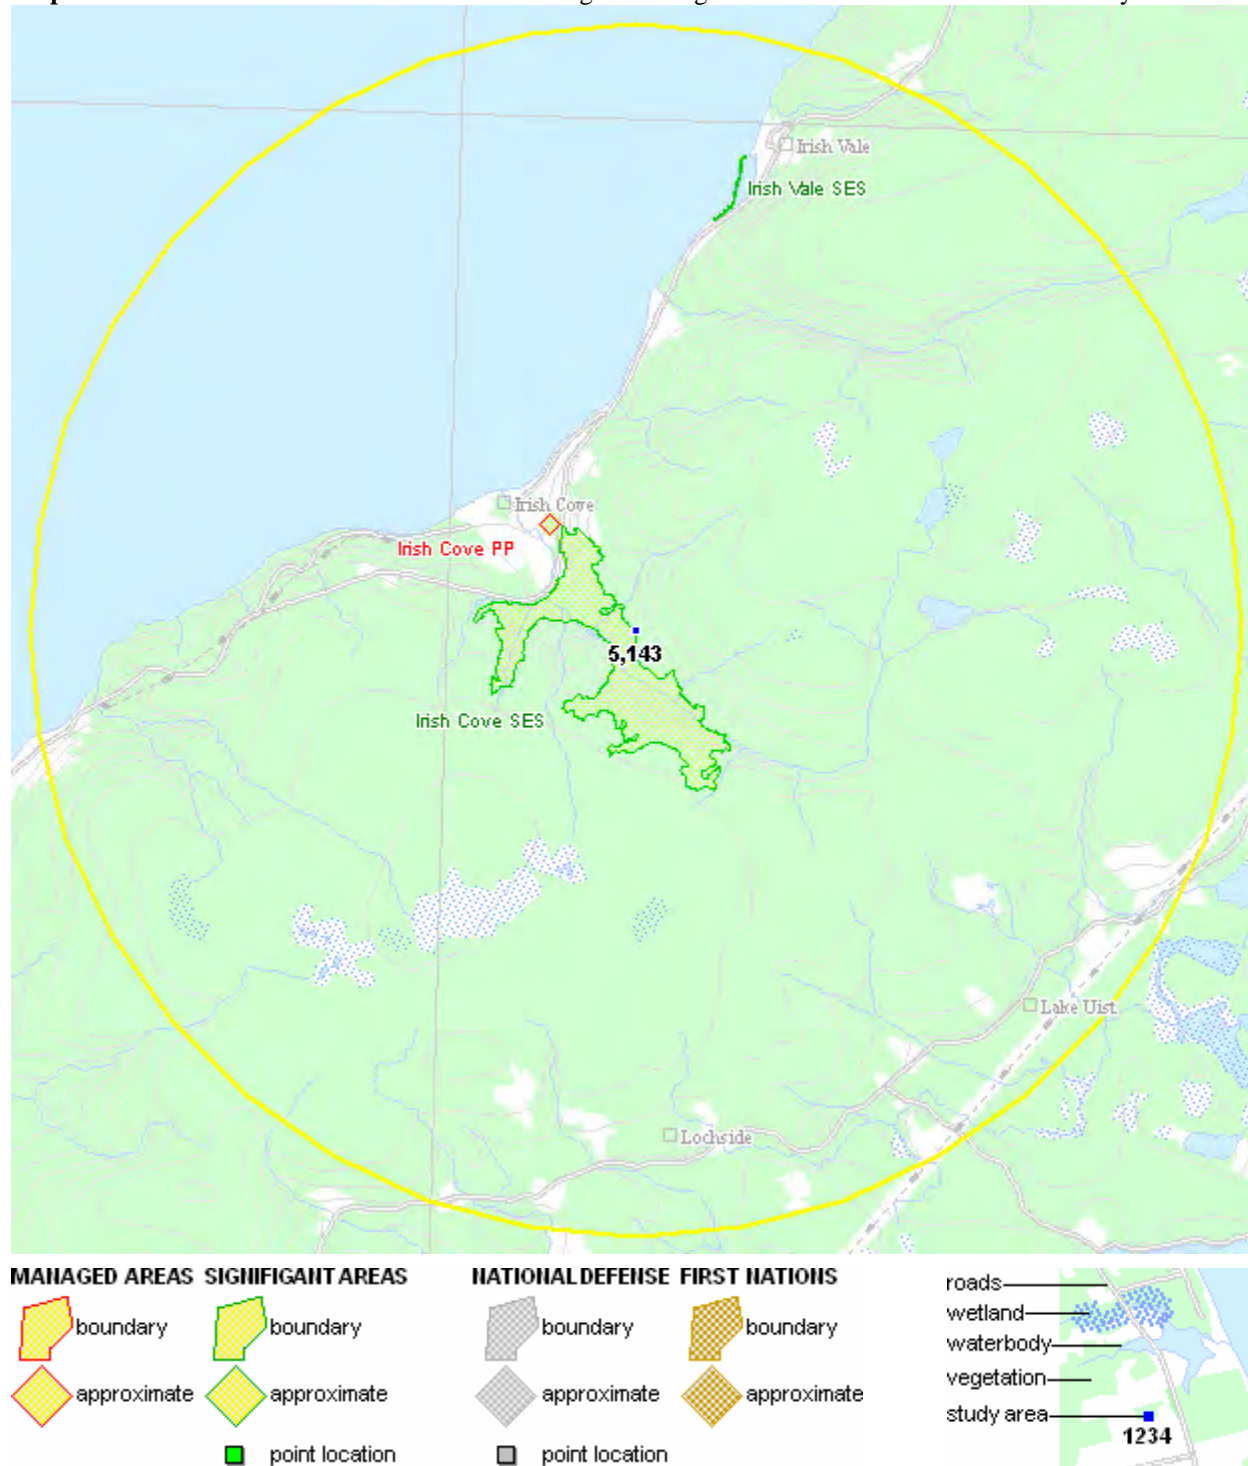 Irish Vale
Irish Vale SES
Irish Cove
Irish Cove PP
5,143
Irish Cove SES
Lake Uist
Lochside
MANAGED AREAS SIGNIFICANT AREAS NATIONAL DEFENSE FIRST NATIONS
boundary boundary boundary boundary
approximate approximate approximate approximate
point location point location
roads
wetland
waterbody
vegetation
study area
1234